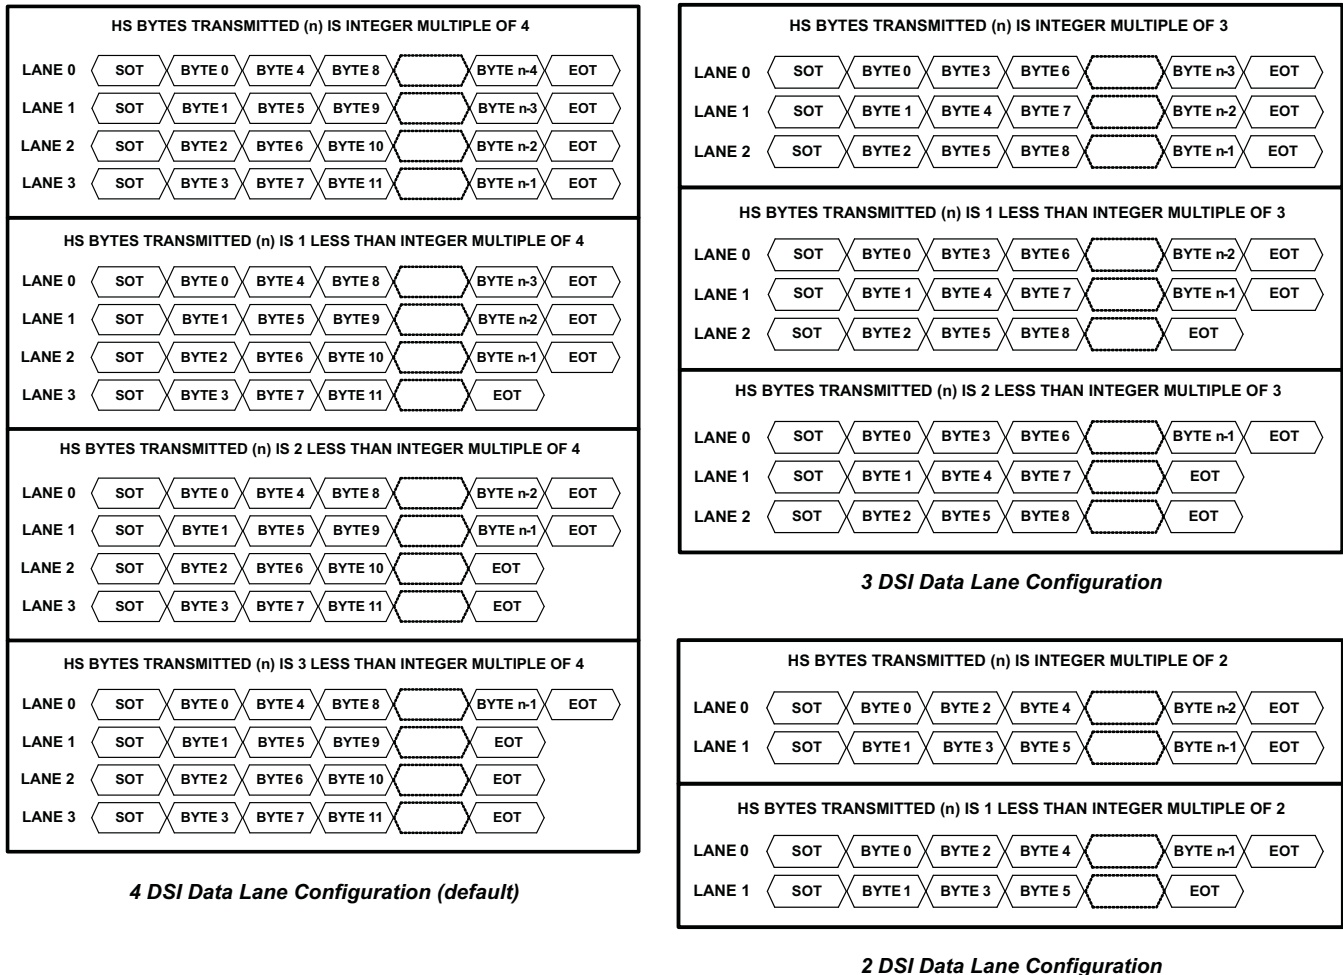 HS BYTES TRANSMITTED (n) IS INTEGER MULTIPLE OF 4
LANE 0 SOT BYTE 0 BYTE 4 BYTE 8 BYTE n-4 EOT
LANE 1 SOT BYTE 1 BYTE 5 BYTE 9 BYTE n-3 EOT
LANE 2 SOT BYTE 2 BYTE 6 BYTE 10 BYTE n-2 EOT
LANE 3 SOT BYTE 3 BYTE 7 BYTE 11 BYTE n-1 EOT
HS BYTES TRANSMITTED (n) IS 1 LESS THAN INTEGER MULTIPLE OF 4
LANE 0 SOT BYTE 0 BYTE 4 BYTE 8 BYTE n-3 EOT
LANE 1 SOT BYTE 1 BYTE 5 BYTE 9 BYTE n-2 EOT
LANE 2 SOT BYTE 2 BYTE 6 BYTE 10 BYTE n-1 EOT
LANE 3 SOT BYTE 3 BYTE 7 BYTE 11 EOT
HS BYTES TRANSMITTED (n) IS 2 LESS THAN INTEGER MULTIPLE OF 4
LANE 0 SOT BYTE 0 BYTE 4 BYTE 8 BYTE n-2 EOT
LANE 1 SOT BYTE 1 BYTE 5 BYTE 9 BYTE n-1 EOT
LANE 2 SOT BYTE 2 BYTE 6 BYTE 10 EOT
LANE 3 SOT BYTE 3 BYTE 7 BYTE 11 EOT
HS BYTES TRANSMITTED (n) IS 3 LESS THAN INTEGER MULTIPLE OF 4
LANE 0 SOT BYTE 0 BYTE 4 BYTE 8 BYTE n-1 EOT
LANE 1 SOT BYTE 1 BYTE 5 BYTE 9 EOT
LANE 2 SOT BYTE 2 BYTE 6 BYTE 10 EOT
LANE 3 SOT BYTE 3 BYTE 7 BYTE 11 EOT
4 DSI Data Lane Configuration (default)
HS BYTES TRANSMITTED (n) IS INTEGER MULTIPLE OF 3
LANE 0 SOT BYTE 0 BYTE 3 BYTE 6 BYTE n-3 EOT
LANE 1 SOT BYTE 1 BYTE 4 BYTE 7 BYTE n-2 EOT
LANE 2 SOT BYTE 2 BYTE 5 BYTE 8 BYTE n-1 EOT
HS BYTES TRANSMITTED (n) IS 1 LESS THAN INTEGER MULTIPLE OF 3
LANE 0 SOT BYTE 0 BYTE 3 BYTE 6 BYTE n-2 EOT
LANE 1 SOT BYTE 1 BYTE 4 BYTE 7 BYTE n-1 EOT
LANE 2 SOT BYTE 2 BYTE 5 BYTE 8 EOT
HS BYTES TRANSMITTED (n) IS 2 LESS THAN INTEGER MULTIPLE OF 3
LANE 0 SOT BYTE 0 BYTE 3 BYTE 6 BYTE n-1 EOT
LANE 1 SOT BYTE 1 BYTE 4 BYTE 7 EOT
LANE 2 SOT BYTE 2 BYTE 5 BYTE 8 EOT
3 DSI Data Lane Configuration
HS BYTES TRANSMITTED (n) IS INTEGER MULTIPLE OF 2
LANE 0 SOT BYTE 0 BYTE 2 BYTE 4 BYTE n-2 EOT
LANE 1 SOT BYTE 1 BYTE 3 BYTE 5 BYTE n-1 EOT
HS BYTES TRANSMITTED (n) IS 1 LESS THAN INTEGER MULTIPLE OF 2
LANE 0 SOT BYTE 0 BYTE 2 BYTE 4 BYTE n-1 EOT
LANE 1 SOT BYTE 1 BYTE 3 BYTE 5 EOT
2 DSI Data Lane Configuration